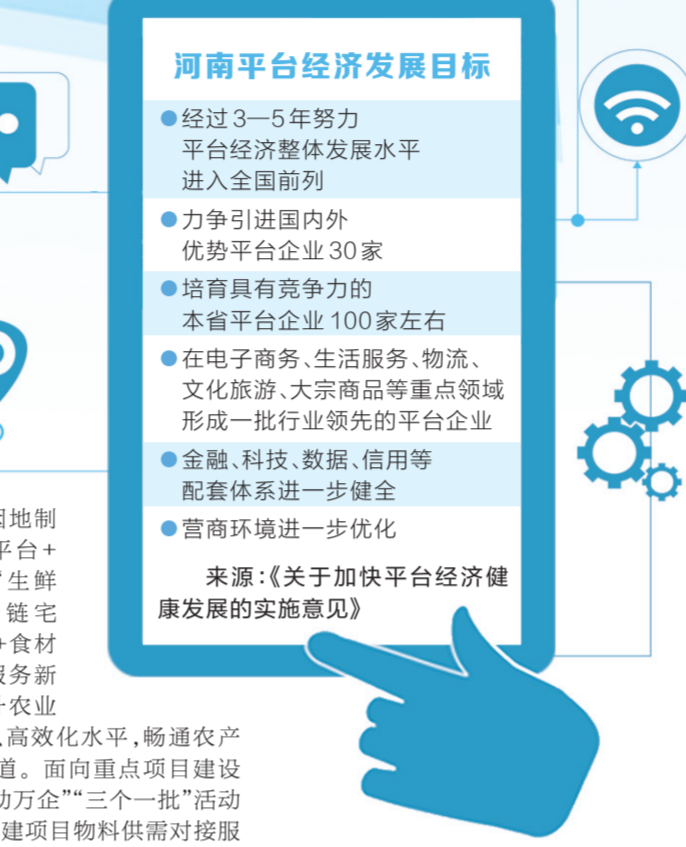 河南平台经济发展目标
●经过3—5年努力
平台经济整体发展水平
进入全国前列
●力争引进国内外
优势平台企业30家
●培育具有竞争力的
本省平台企业100家左右
●在电子商务、生活服务、物流、
文化旅游、大宗商品等重点领域
形成一批行业领先的平台企业
●金融、科技、数据、信用等
配套体系进一步健全
●营商环境进一步优化
来源：《关于加快平台经济健
康发展的实施意见》
因地制
平台+
“生鲜
链宅
+食材
服务新
农业
、高效化水平，畅通农产
道。面向重点项目建设
助万企”“三个一批”活动
建项目物料供需对接服